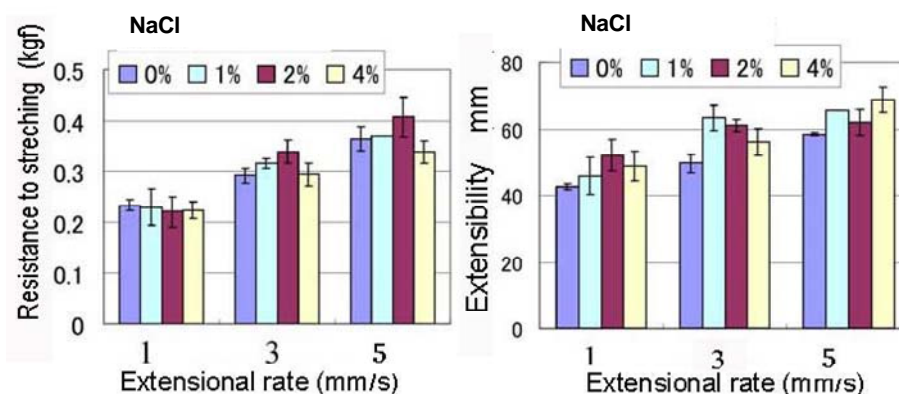 NaCl
0% 1% 2% 4%
Resistance to streching (kgf)
0.5
0.4
0.3
0.2
0.1
0
1 3 5
Extensional rate (mm/s)
NaCl
0% 1% 2% 4%
Extensibility mm
80
60
40
20
0
1 3 5
Extensional rate (mm/s)